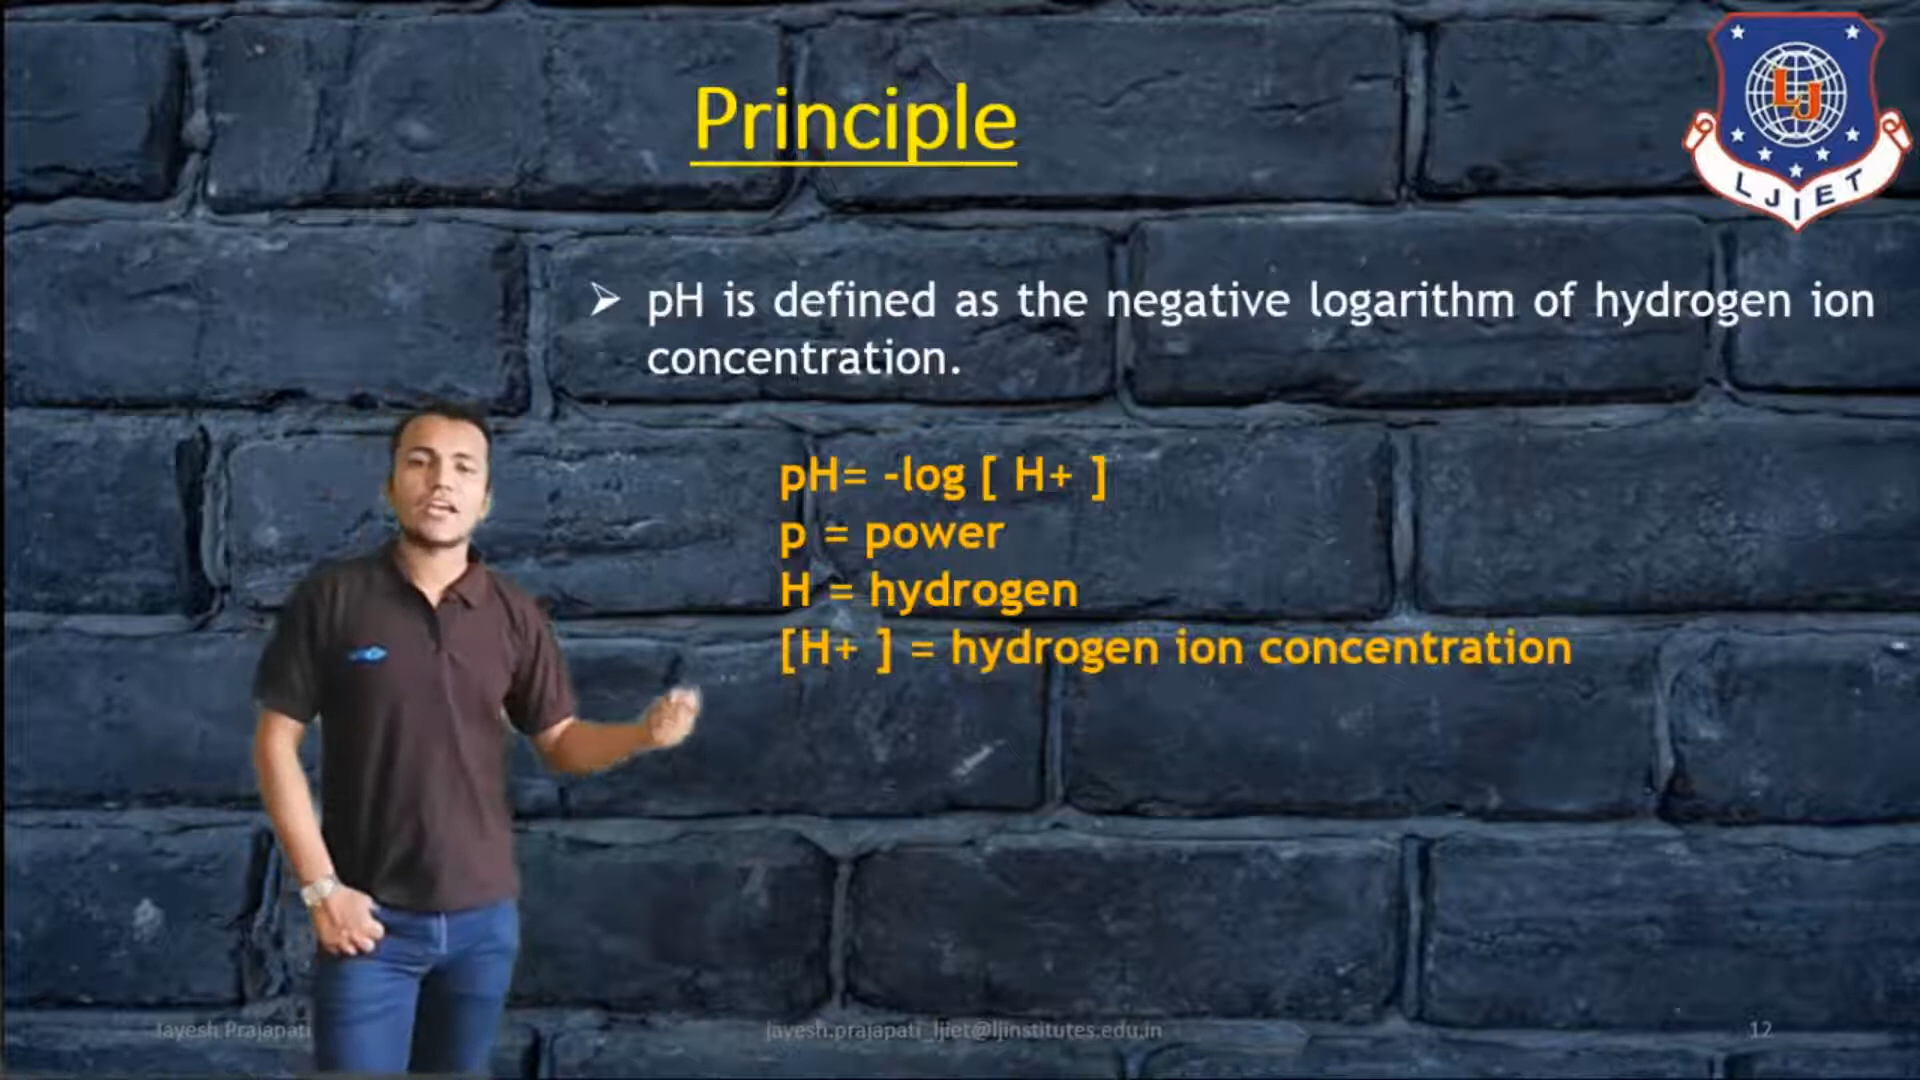 Principle
LJ
LJIET
➢ pH is defined as the negative logarithm of hydrogen ion
concentration.
pH= -log [ H+ ]
p = power
H = hydrogen
[H+ ] = hydrogen ion concentration
Jayesh Prajapati
jayesh.prajapati_ljiet@ljinstitutes.edu.in
12